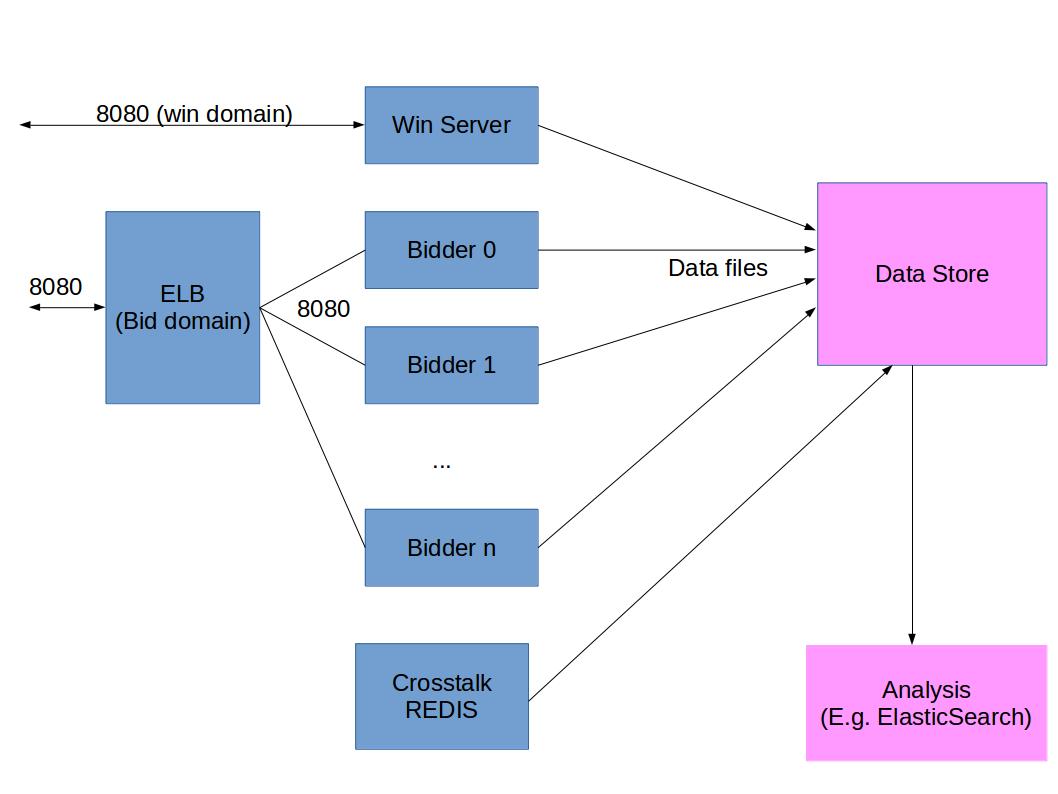 8080 (win domain)
Win Server
8080
ELB
(Bid domain)
8080
Bidder 0
Bidder 1
...
Bidder n
Crosstalk
REDIS
Data files
Data Store
Analysis
(E.g. ElasticSearch)